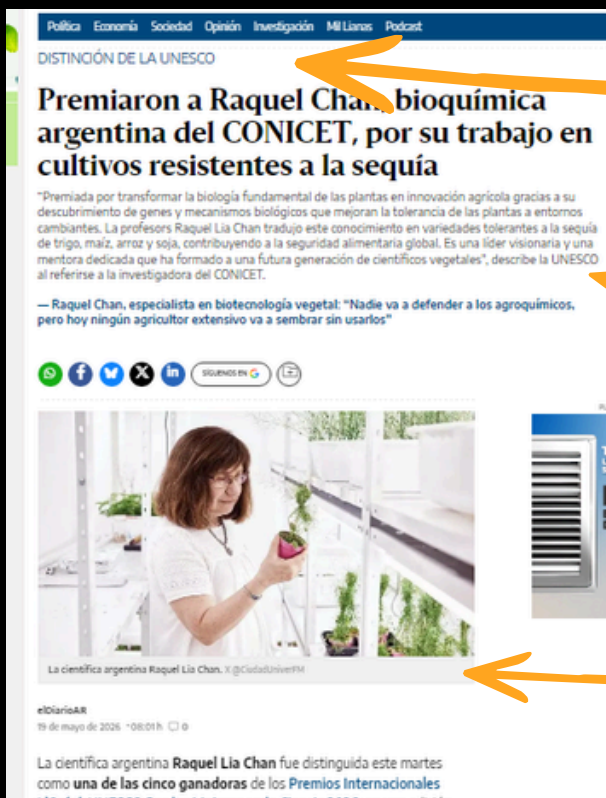 Política Economía Sociedad Opinión Investigación Mil Lianas Podcast
DISTINCIÓN DE LA UNESCO
Premiaron a Raquel Chan, bioquímica
argentina del CONICET, por su trabajo en
cultivos resistentes a la sequía
"Premiada por transformar la biología fundamental de las plantas en innovación agrícola gracias a su
descubrimiento de genes y mecanismos biológicos que mejoran la tolerancia de las plantas a entornos
cambiantes. La profesors Raquel Lia Chan tradujo este conocimiento en variedades tolerantes a la sequía
de trigo, maíz, arroz y soja, contribuyendo a la seguridad alimentaria global. Es una líder visionaria y una
mentora dedicada que ha formado a una futura generación de científicos vegetales", describe la UNESCO
al referirse a la investigadora del CONICET.
— Raquel Chan, especialista en biotecnología vegetal: "Nadie va a defender a los agroquímicos,
pero hoy ningún agricultor extensivo va a sembrar sin usarlos"
SÍGUENOS EN G
La científica argentina Raquel Lia Chan. X @CiudadUniverFM
elDiarioAR
19 de mayo de 2026 -08:01 h 0
La científica argentina Raquel Lia Chan fue distinguida este martes
como una de las cinco ganadoras de los Premios Internacionales